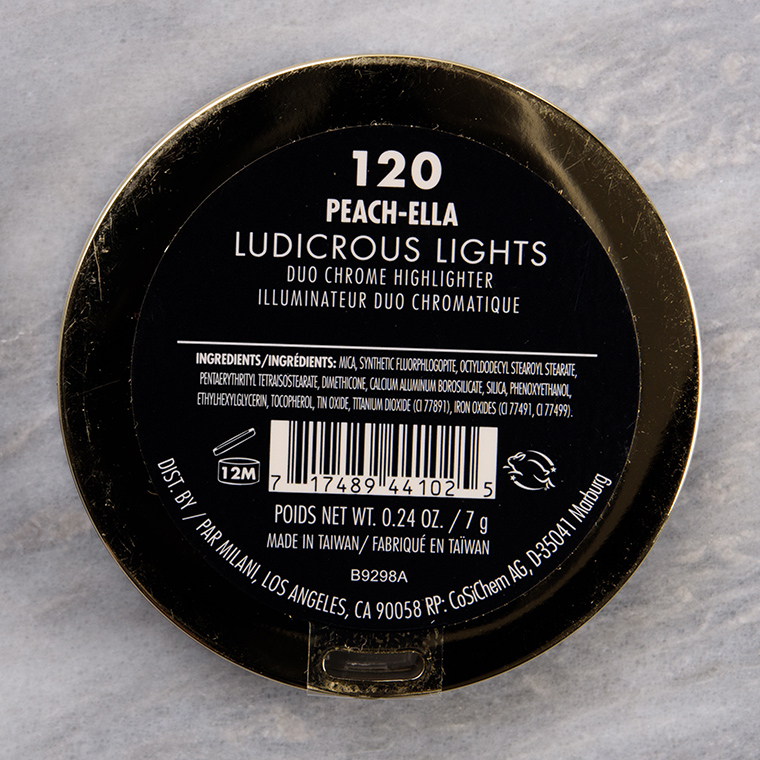 120
PEACH-ELLA
LUDICROUS LIGHTS
DUO CHROME HIGHLIGHTER
ILLUMINATEUR DUO CHROMATIQUE
INGREDIENTS/INGRÉDIENTS: MICA, SYNTHETIC FLUORPHLOGOPITE, OCTYLDODECYL STEAROYL STEARATE,
PENTAERYTHRITYL TETRAISOSTEARATE, DIMETHICONE, CALCIUM ALUMINUM BOROSILICATE, SILICA, PHENOXYETHANOL,
ETHYLHEXYLGLYCERIN, TOCOPHEROL, TIN OXIDE, TITANIUM DIOXIDE (CI 77891), IRON OXIDES (CI 77491, CI 77499).
12M
7 17489 44102 5
POIDS NET WT. 0.24 OZ. / 7 g
MADE IN TAIWAN/ FABRIQUÉ EN TAÏWAN
B9298A
DIST. BY / PAR MILANI, LOS ANGELES, CA 90058 RP: CoSiChem AG, D-35041 Marburg